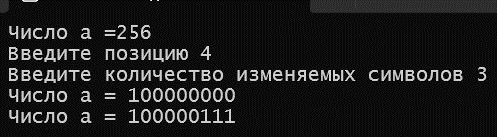 Число a =256
Введите позицию 4
Введите количество изменяемых символов 3
Число a = 100000000
Число a = 100000111